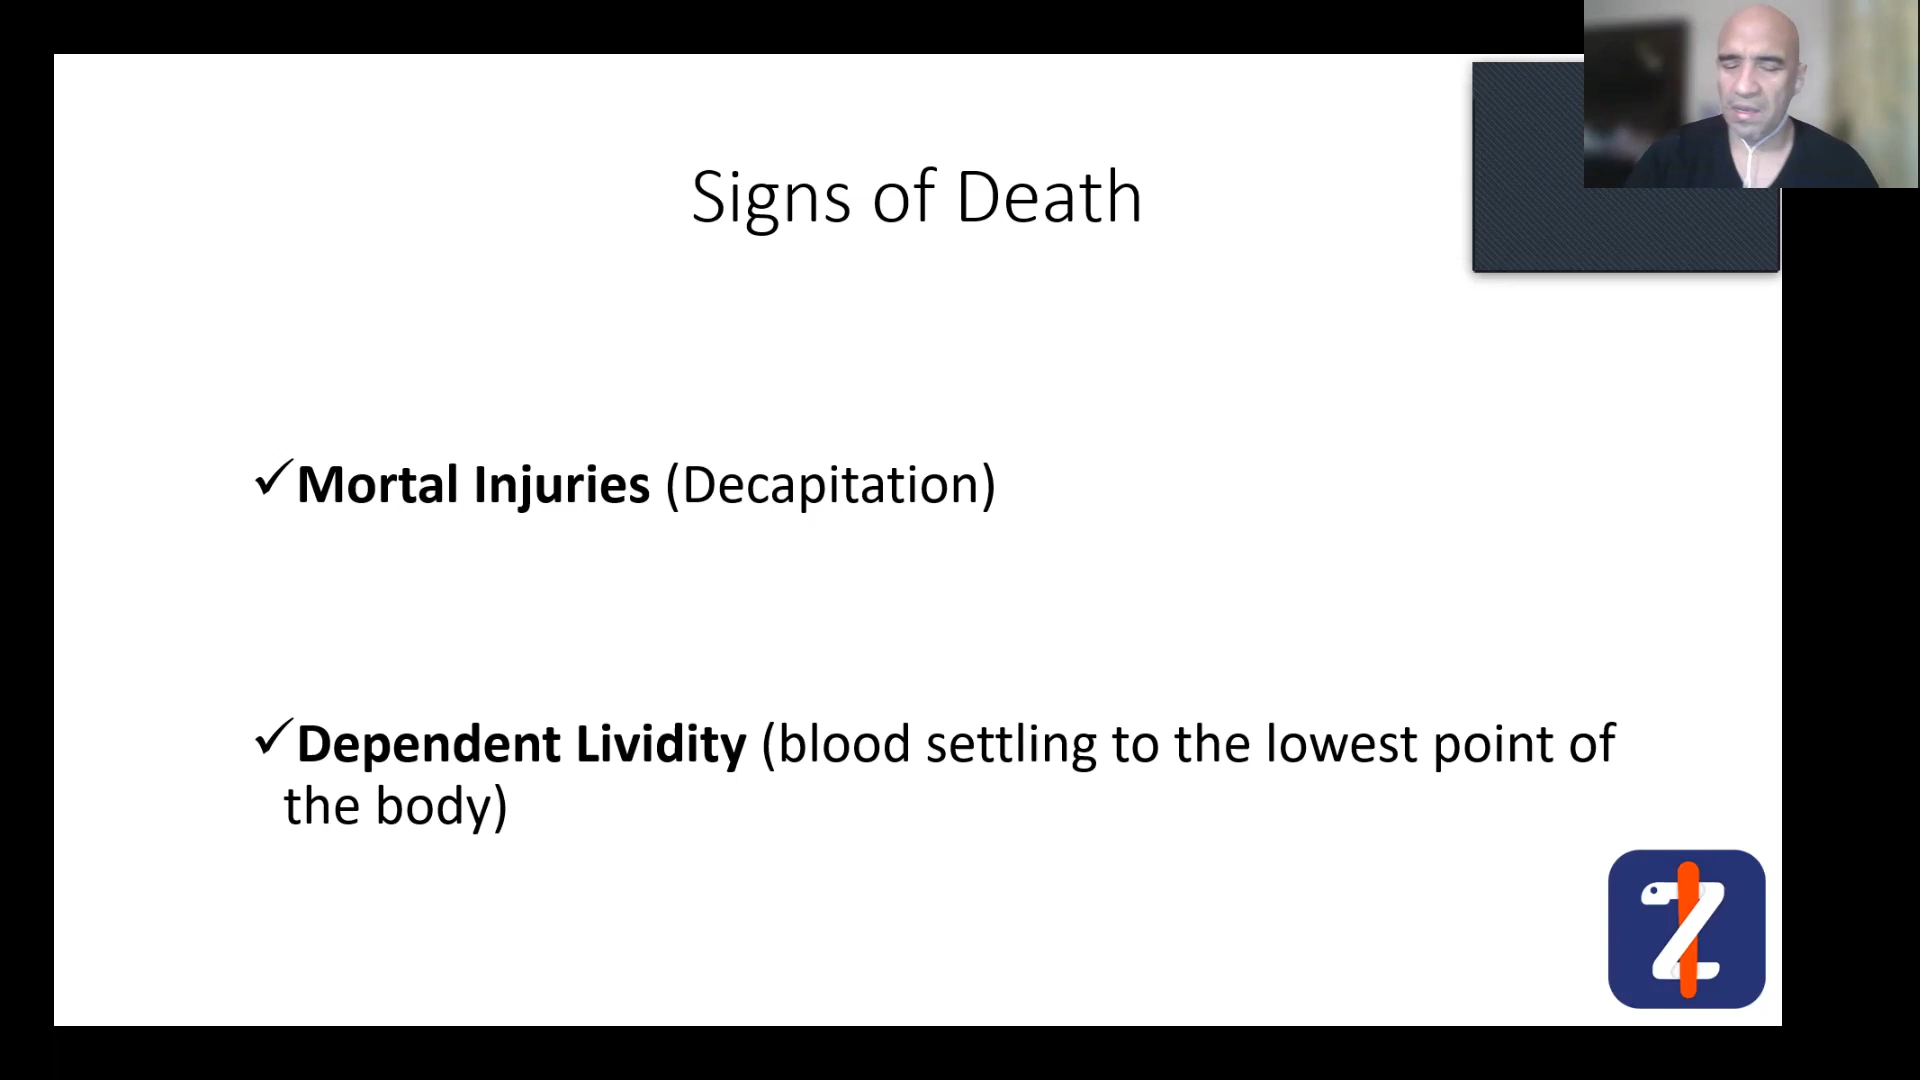 Signs of Death
✓Mortal Injuries (Decapitation)
✓Dependent Lividity (blood settling to the lowest point of
the body)